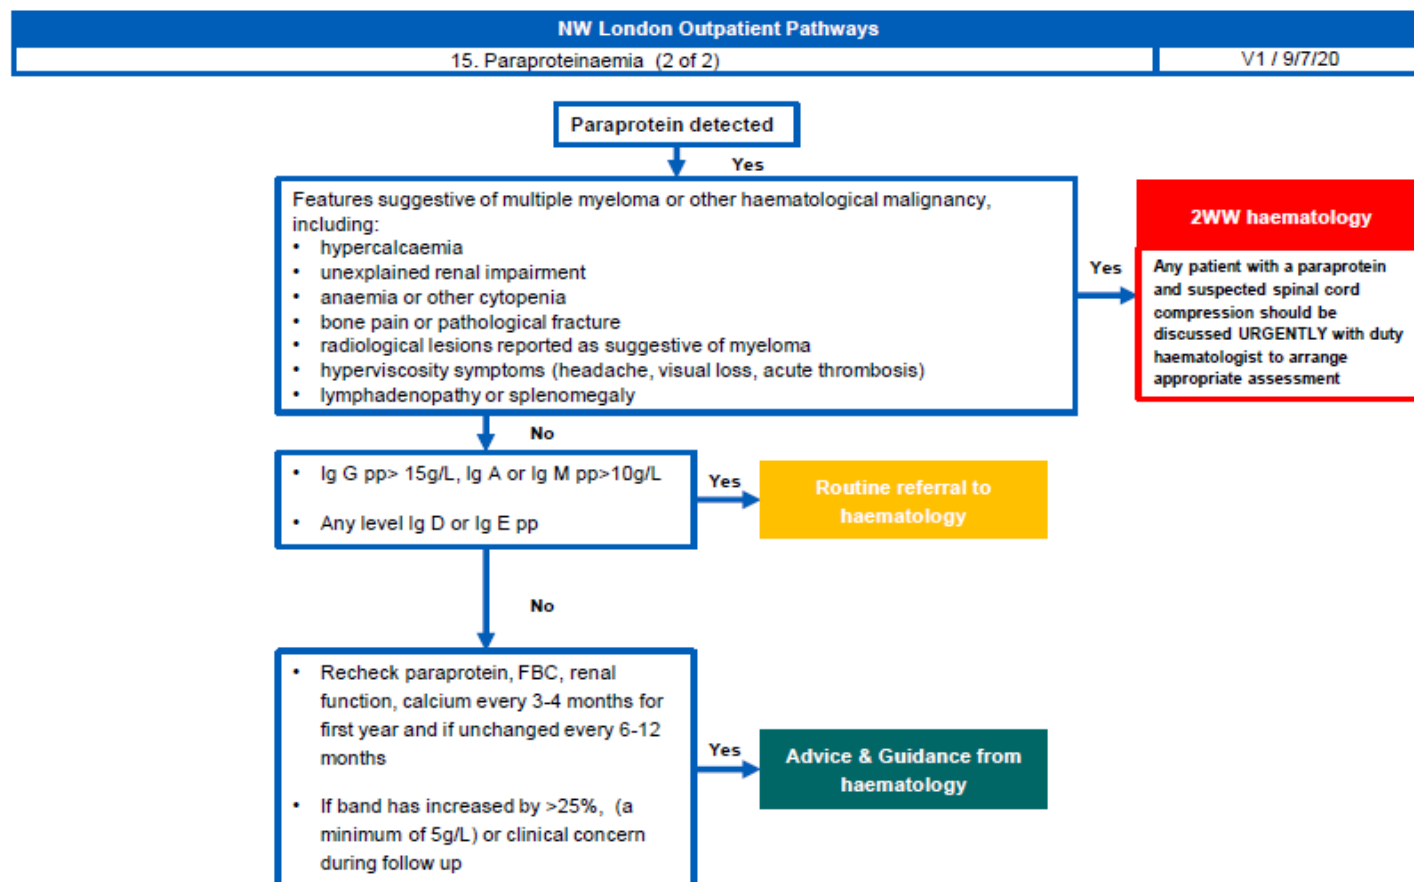 NW London Outpatient Pathways
15. Paraproteinaemia (2 of 2)
V1 / 9/7/20
Paraprotein detected
Yes
Features suggestive of multiple myeloma or other haematological malignancy,
including:
• hypercalcaemia
• unexplained renal impairment
• anaemia or other cytopenia
• bone pain or pathological fracture
• radiological lesions reported as suggestive of myeloma
• hyperviscosity symptoms (headache, visual loss, acute thrombosis)
• lymphadenopathy or splenomegaly
Yes
2WW haematology
Any patient with a paraprotein
and suspected spinal cord
compression should be
discussed URGENTLY with duty
haematologist to arrange
appropriate assessment
No
• Ig G pp> 15g/L, Ig A or Ig M pp>10g/L
• Any level Ig D or Ig E pp
Yes
Routine referral to
haematology
No
• Recheck paraprotein, FBC, renal
function, calcium every 3-4 months for
first year and if unchanged every 6-12
months
• If band has increased by >25%, (a
minimum of 5g/L) or clinical concern
during follow up
Yes
Advice & Guidance from
haematology